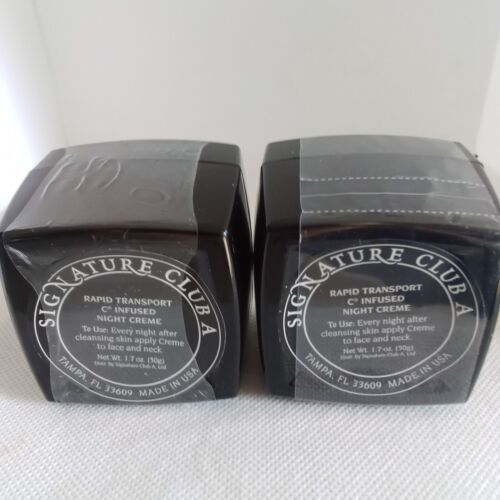 SIGNATURE CLUB A
RAPID TRANSPORT
C® INFUSED
NIGHT CREME
To Use: Every night after
cleansing skin apply Creme
to face and neck.
Net Wt. 1.7 oz. (50g)
Distr. By Signature Club A, Ltd
TAMPA, FL 33609 MADE IN USA
SIGNATURE CLUB A
RAPID TRANSPORT
C® INFUSED
NIGHT CREME
To Use: Every night after
cleansing skin apply Creme
to face and neck.
Net Wt. 1.7 oz. (50g)
Distr. By Signature Club A, Ltd
TAMPA, FL 33609 MADE IN USA